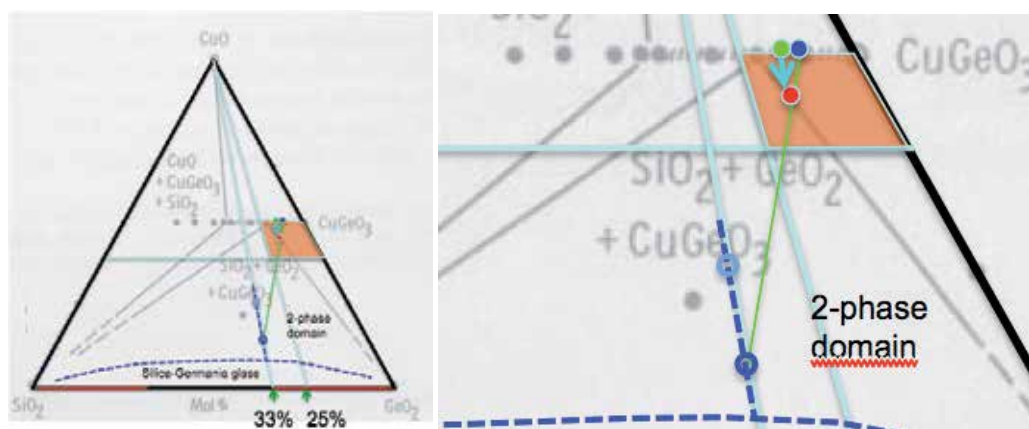 CuO
CuO
+ CuGeO3
+ SiO2
CuGeO3
SiO2 + GeO2
+ CuGeO3
2-phase
domain
Silica-Germania glass
SiO2
Mol %
GeO2
33%
25%
SiO2
CuGeO3
SiO2 + GeO2
+ CuGeO3
2-phase
domain